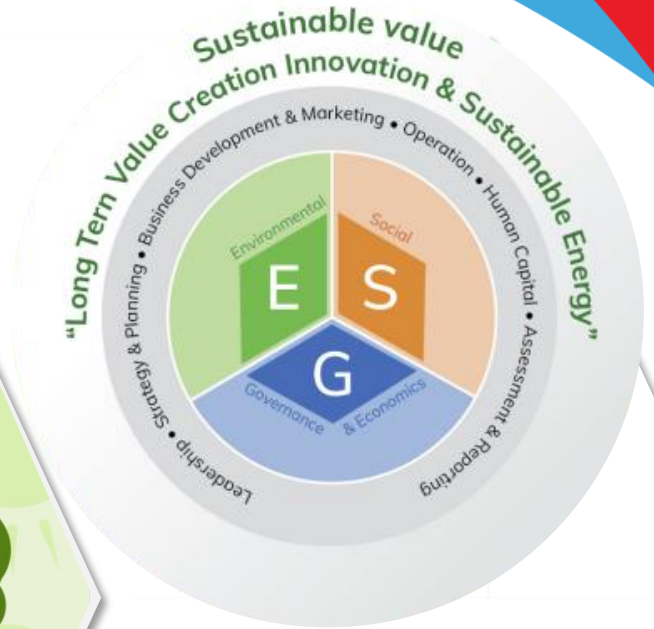 Sustainable value
“Long Tern Value Creation Innovation & Sustainable Energy”
Leadership • Strategy & Planning • Business Development & Marketing • Operation • Human Capital • Assessment & Reporting
Environmental
Social
E
S
G
Governance & Economics